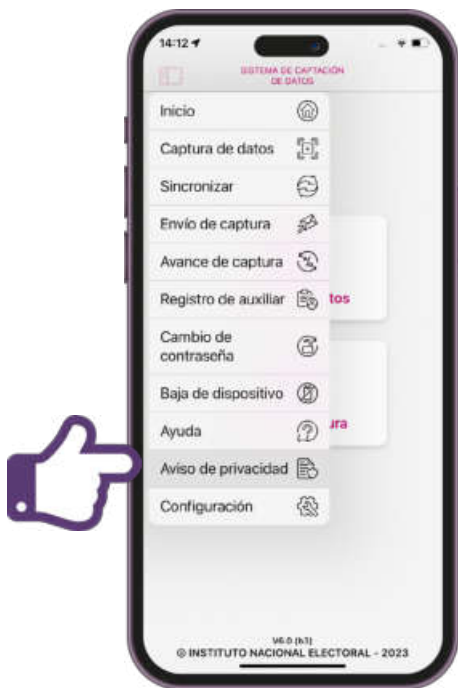 14:12
SISTEMA DE CAPTACIÓN
DE DATOS
Inicio
Captura de datos
Sincronizar
Envío de captura
Avance de captura
Registro de auxiliar
tos
Cambio de
contraseña
Baja de dispositivo
Ayuda
ura
Aviso de privacidad
Configuración
V6.0 (b3)
© INSTITUTO NACIONAL ELECTORAL - 2023